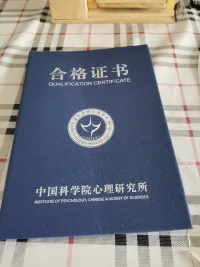 合格证书
QUALIFICATION CERTIFICATE
中国科学院心理研究所
INSTITUTE OF PSYCHOLOGY, CHINESE ACADEMY OF SCIENCES